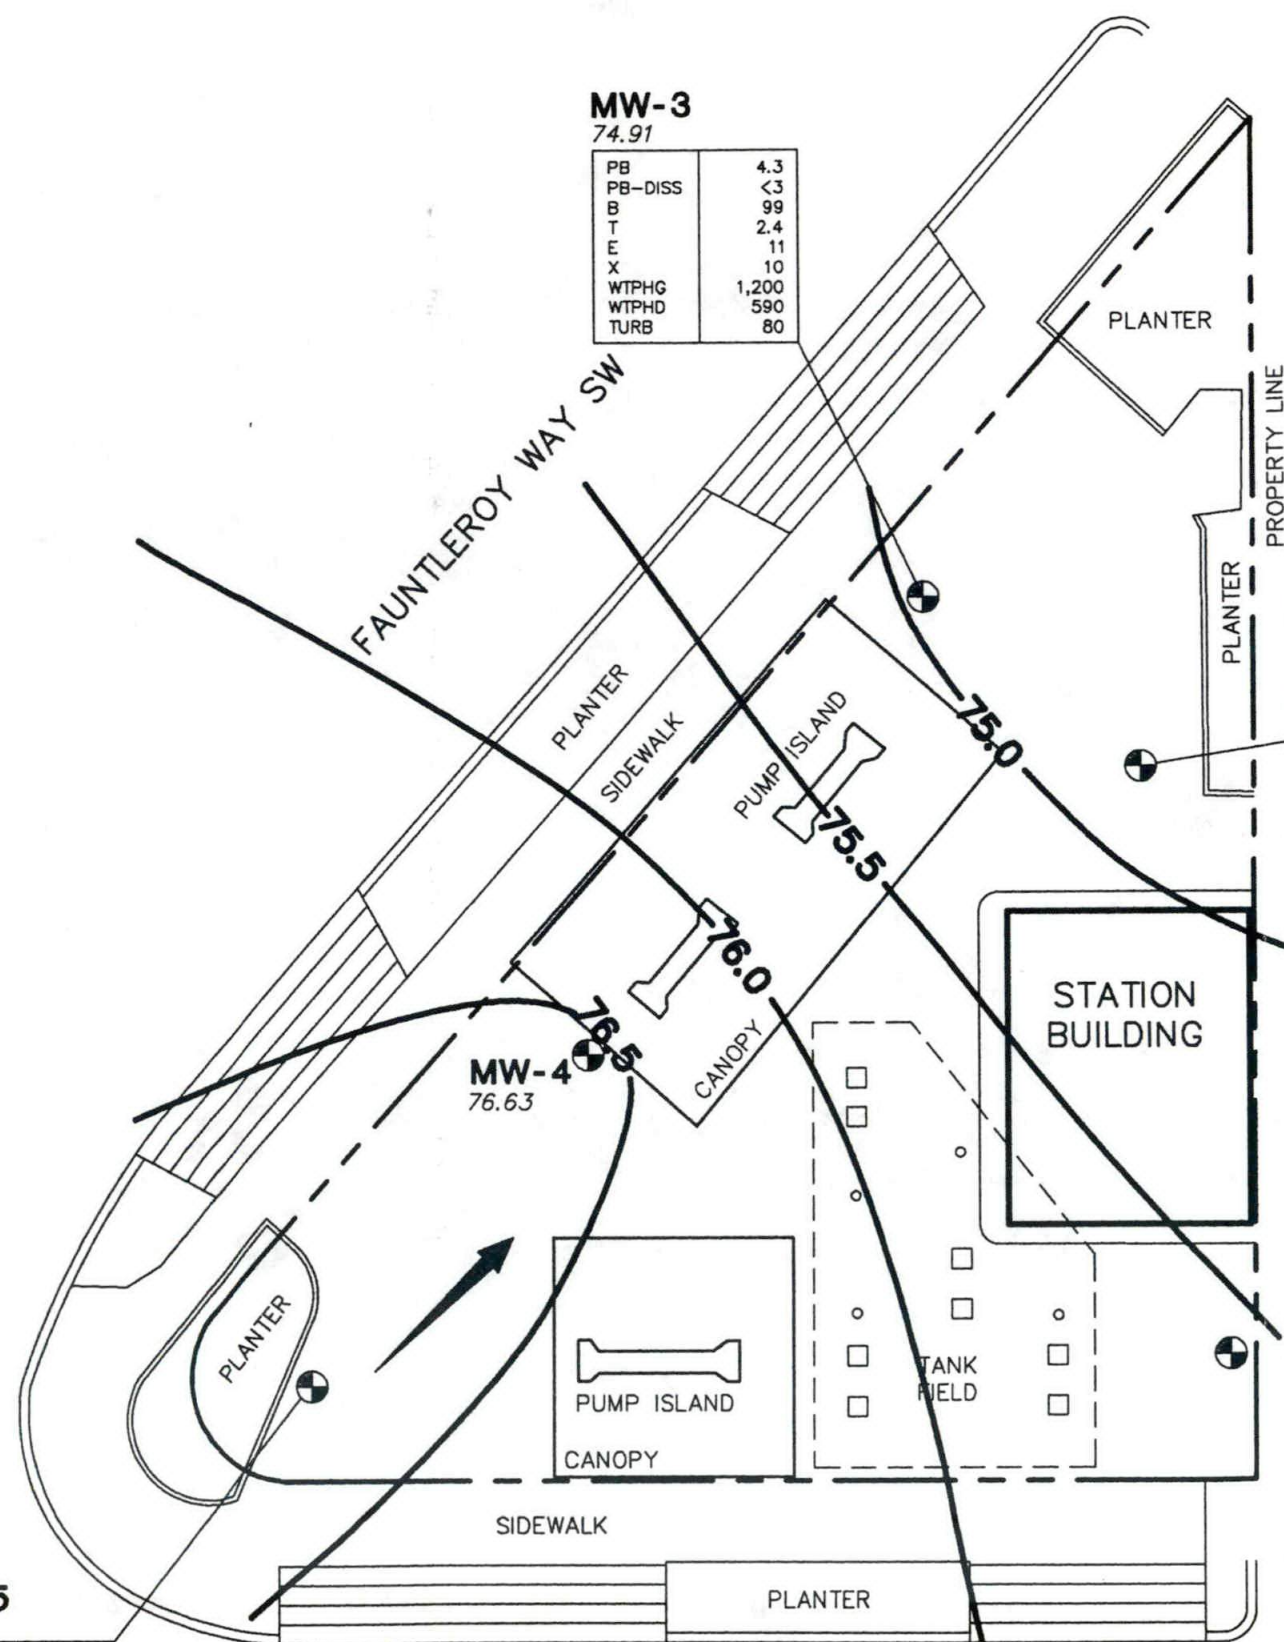 MW-3
74.91
PB 4.3
PB-DISS <3
B 99
T 2.4
E 11
X 10
WTPHG 1,200
WTPHD 590
TURB 80
PLANTER
PROPERTY LINE
FAUNTLEROY WAY SW
PLANTER
PLANTER
SIDEWALK
PUMP ISLAND
75.0
75.5
76.0
STATION
BUILDING
76.5
CANOPY
MW-4
76.63
PLANTER
TANK
FIELD
PUMP ISLAND
CANOPY
SIDEWALK
5
PLANTER